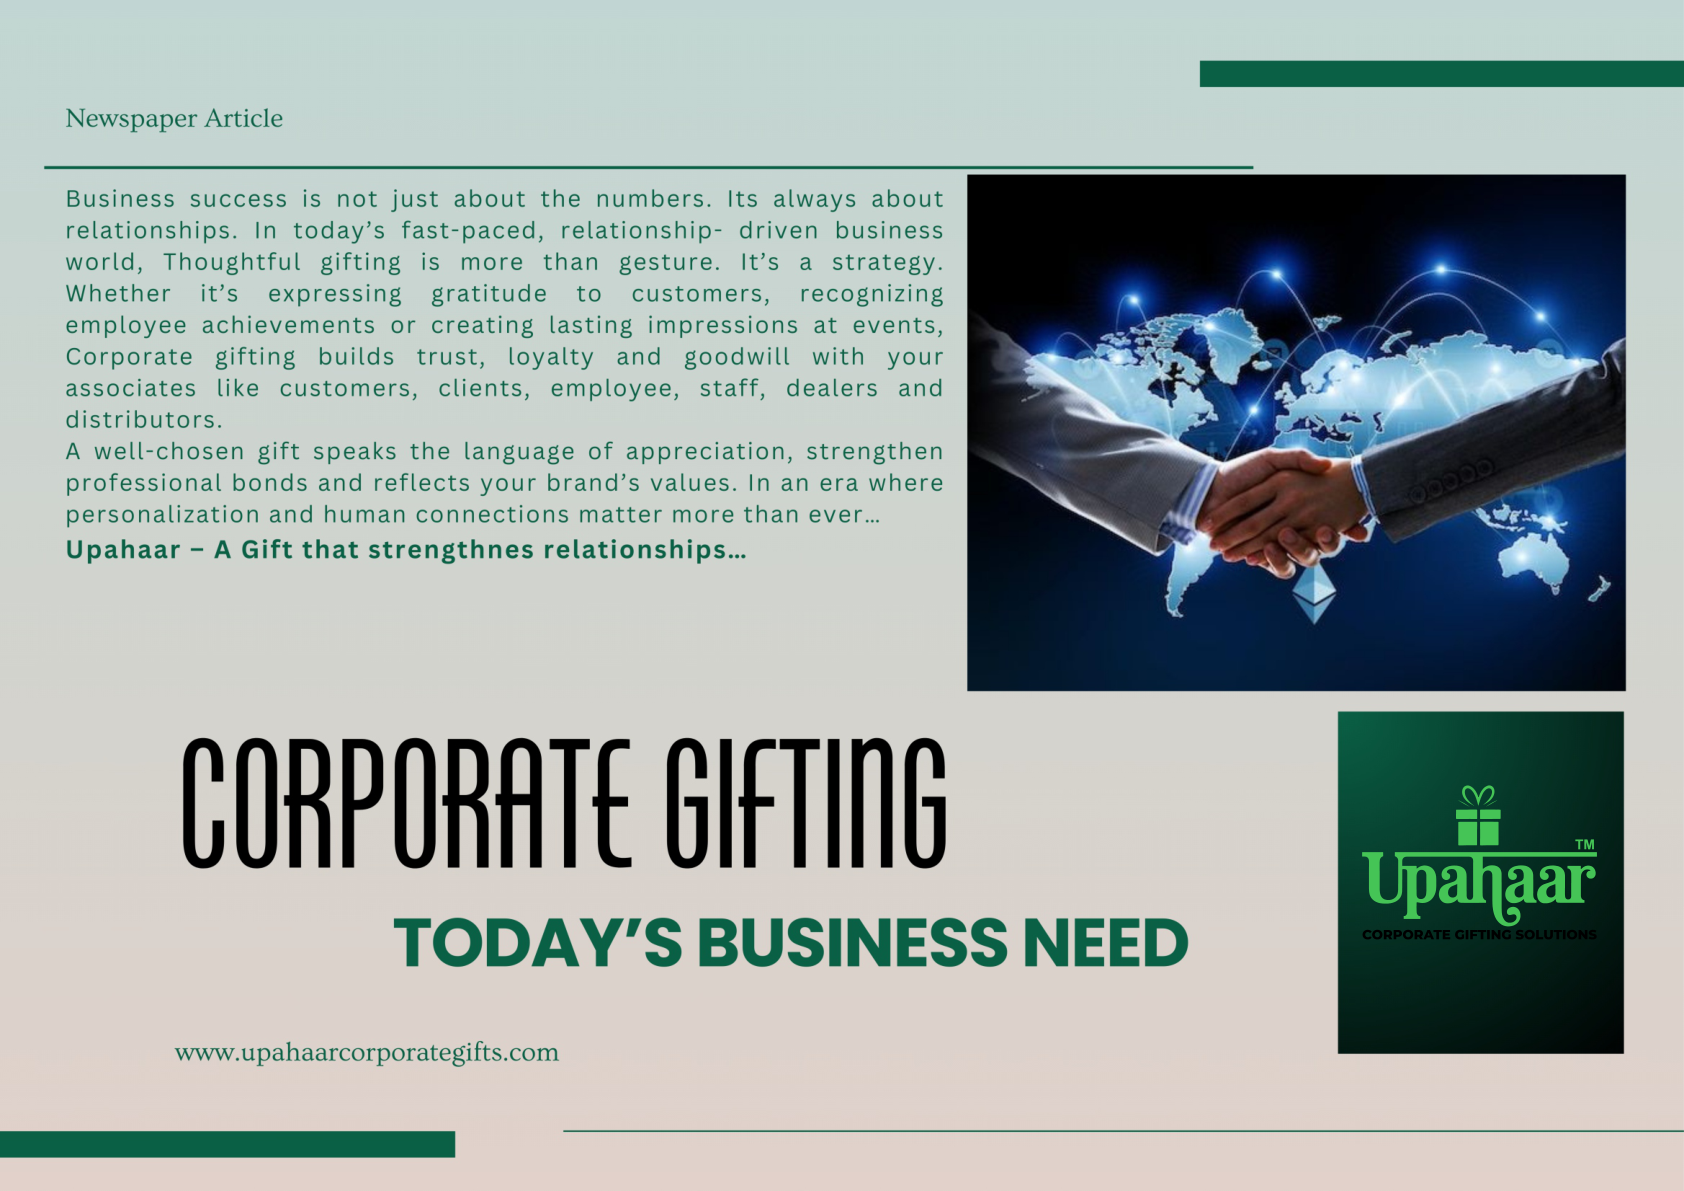 Newspaper Article
Business success is not just about the numbers. Its always about
relationships. In today’s fast-paced, relationship- driven business
world, Thoughtful gifting is more than gesture. It’s a strategy.
Whether it’s expressing gratitude to customers, recognizing
employee achievements or creating lasting impressions at events,
Corporate gifting builds trust, loyalty and goodwill with your
associates like customers, clients, employee, staff, dealers and
distributors.
A well-chosen gift speaks the language of appreciation, strengthen
professional bonds and reflects your brand’s values. In an era where
personalization and human connections matter more than ever…
Upahaar – A Gift that strengthnes relationships…
CORPORATE GIFTING
TODAY’S BUSINESS NEED
www.upahaarcorporategifts.com
Upahaar TM
CORPORATE GIFTING SOLUTIONS